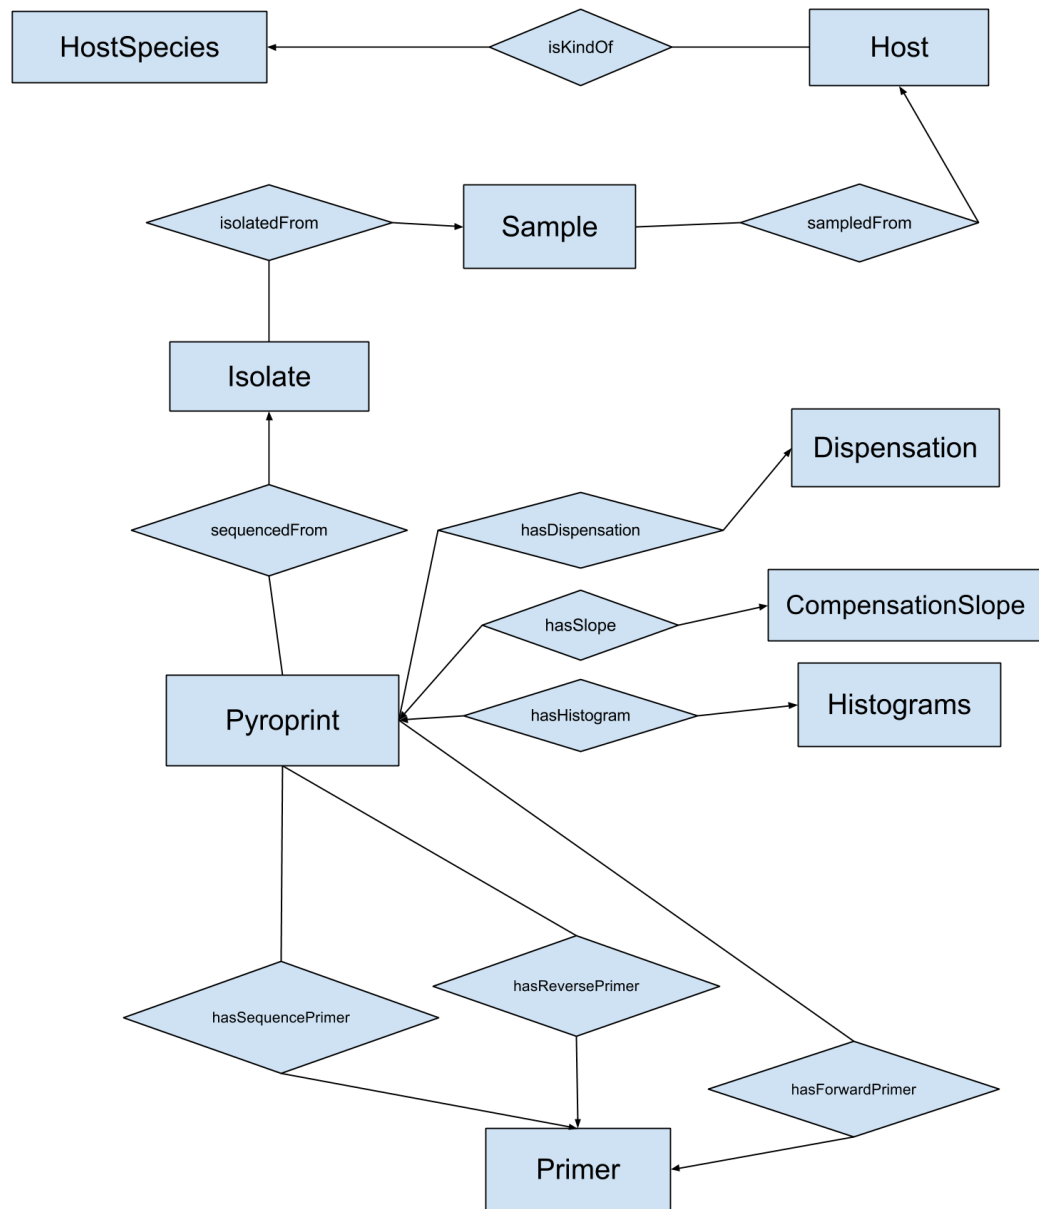 HostSpecies
isKindOf
Host
isolatedFrom
Sample
sampledFrom
Isolate
Dispensation
sequencedFrom
hasDispensation
CompensationSlope
hasSlope
Histograms
Pyroprint
hasHistogram
hasReversePrimer
hasSequencePrimer
hasForwardPrimer
Primer